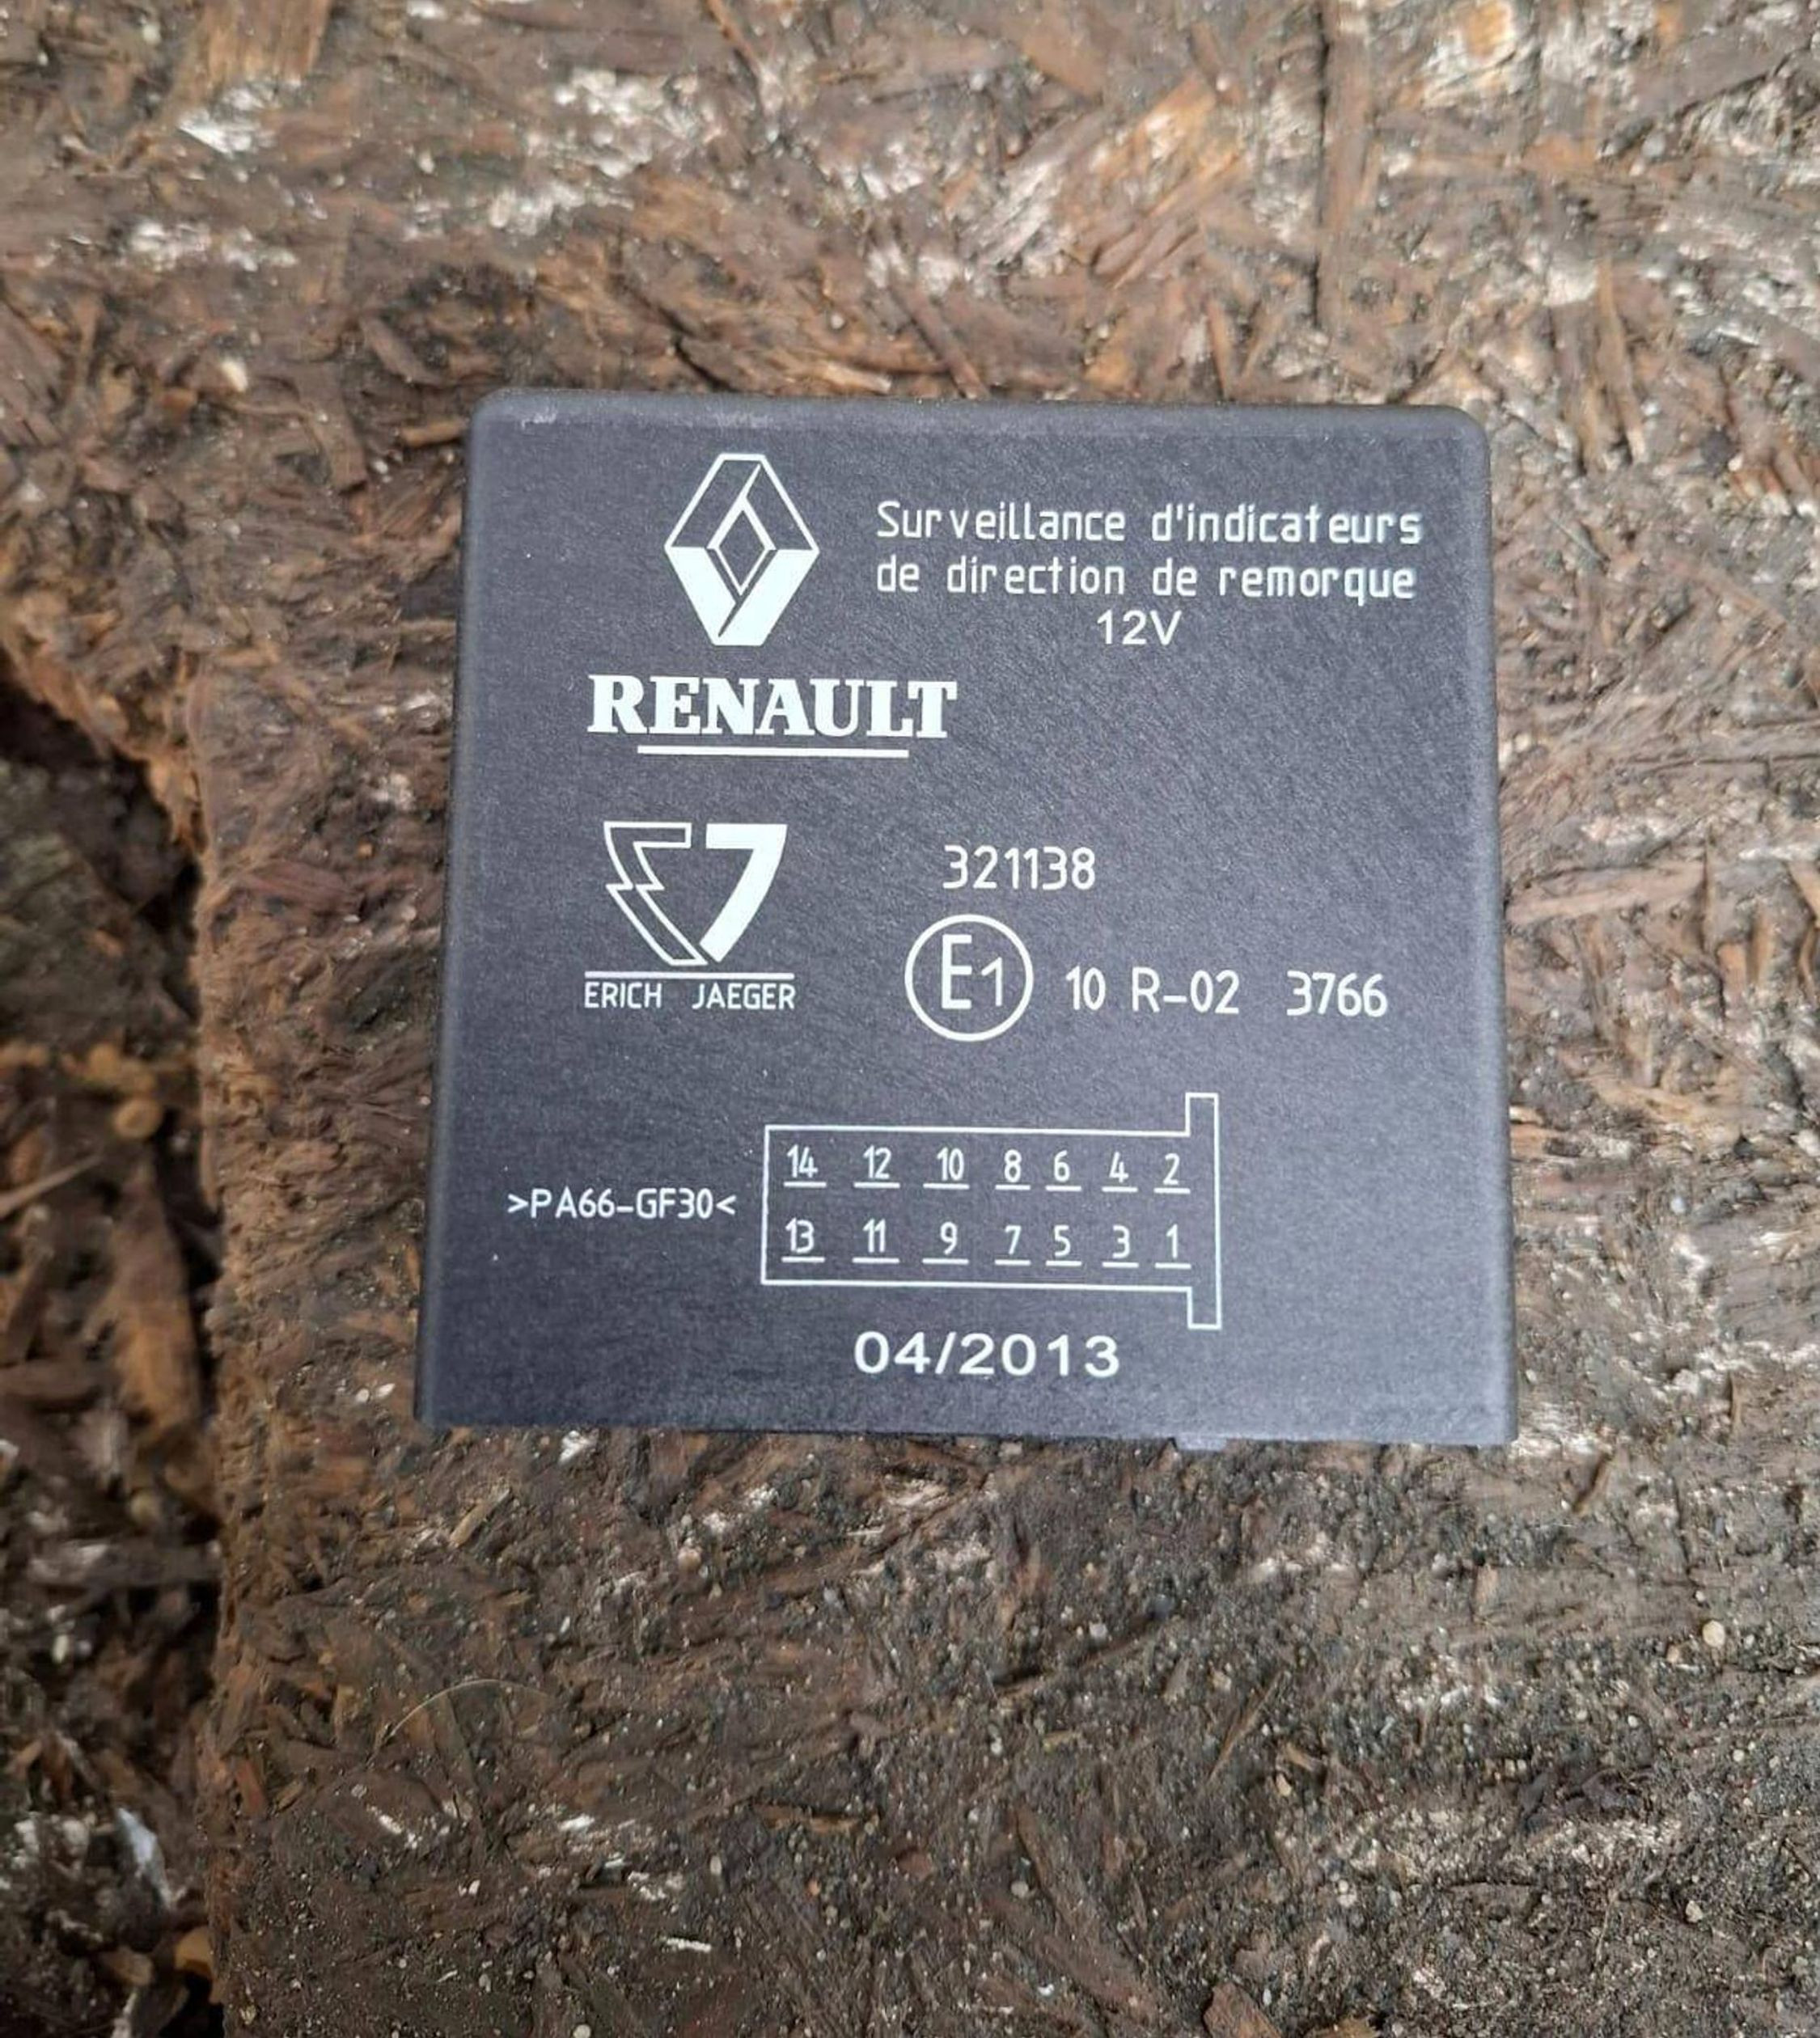 Surveillance d'indicateurs
de direction de remorque
12V
RENAULT
321138
ERICH JAEGER
E1 10 R-02 3766
>PA66-GF30<
14 12 10 8 6 4 2
13 11 9 7 5 3 1
04/2013